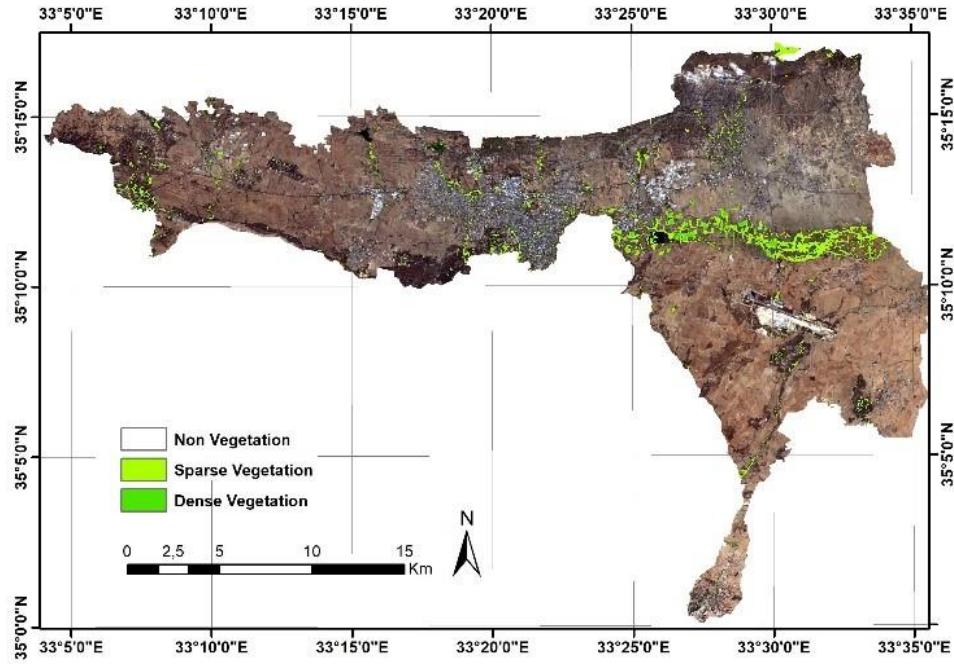 33°5'0"E 33°10'0"E 33°15'0"E 33°20'0"E 33°25'0"E 33°30'0"E 33°35'0"E
35°15'0"N 35°15'0"N
35°10'0"N 35°10'0"N
Non Vegetation
35°5'0"N Sparse Vegetation 35°5'0"N
Dense Vegetation
N
0 2,5 5 10 15
Km
35°0'0"N 35°0'0"N
33°5'0"E 33°10'0"E 33°15'0"E 33°20'0"E 33°25'0"E 33°30'0"E 33°35'0"E